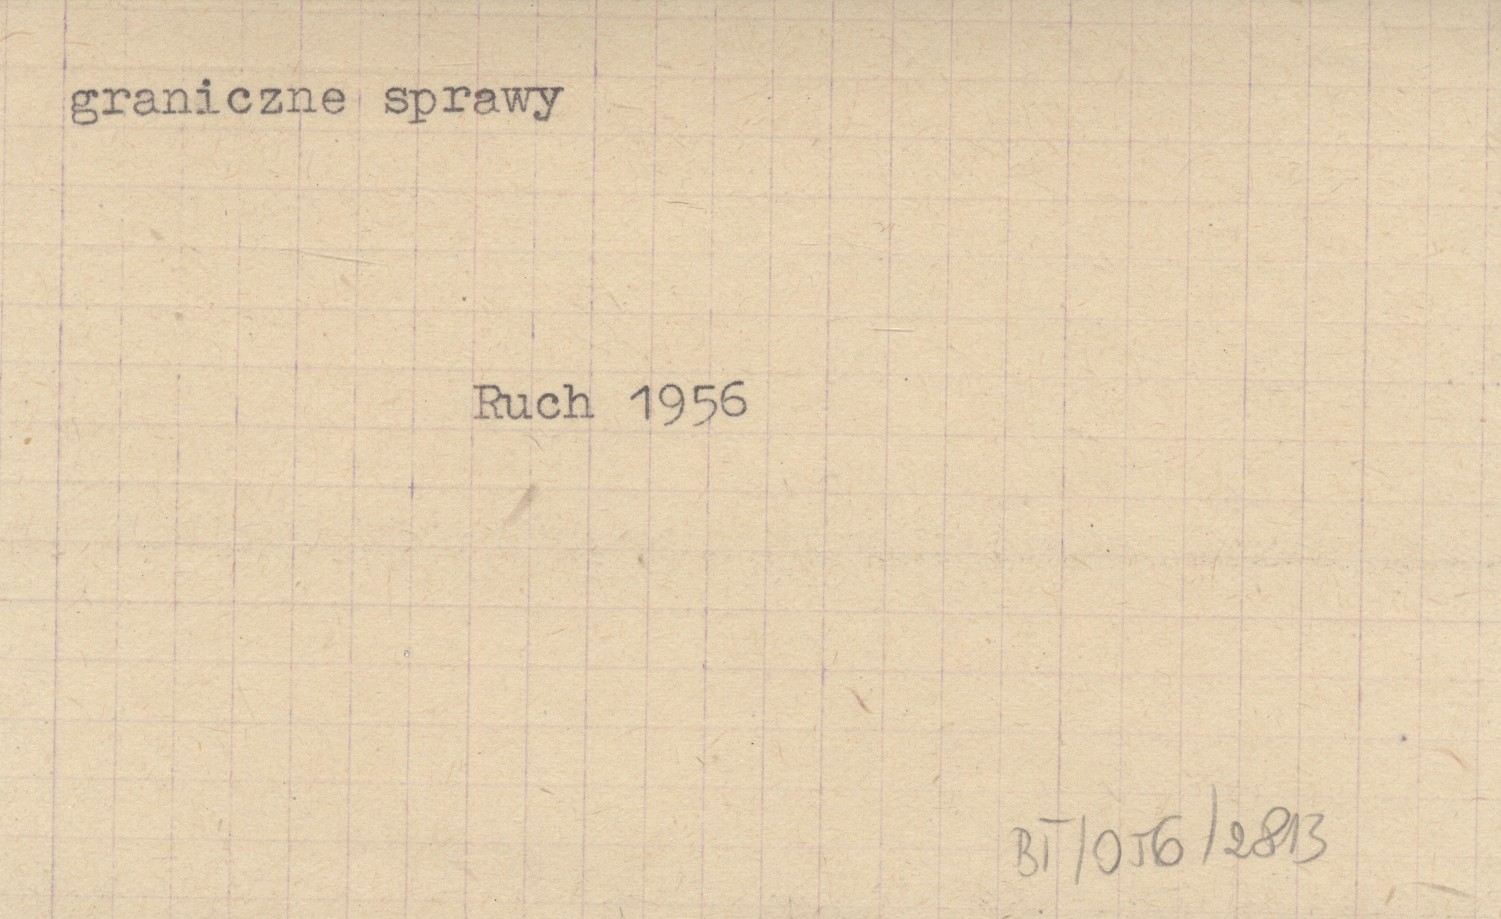 graniczne sprawy
Ruch 1956
BT/056/2813